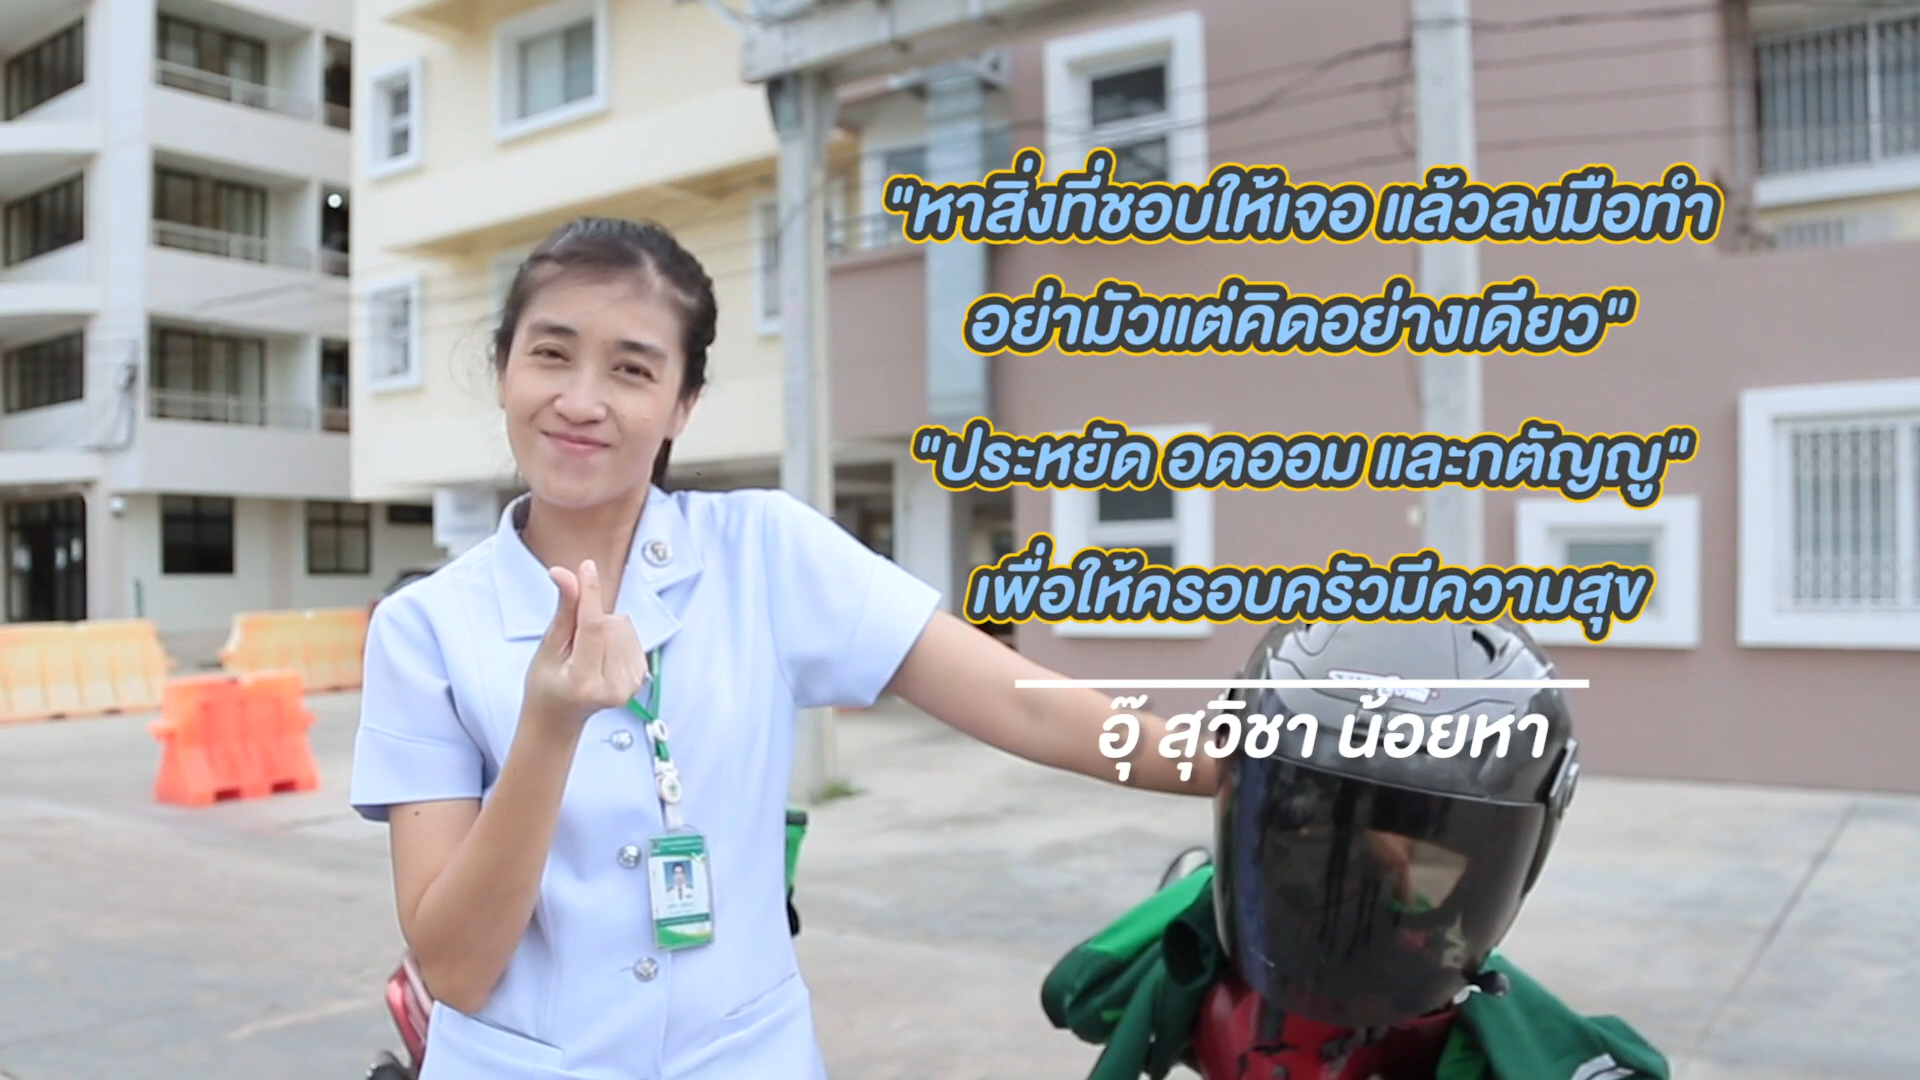 "หาสิ่งที่ชอบให้เจอ แล้วลงมือทำ
อย่ามัวแต่คิดอย่างเดียว"
"ประหยัด อดออม และกตัญญู"
เพื่อให้ครอบครัวมีความสุข
อุ๊ สุวิชา น้อยหา